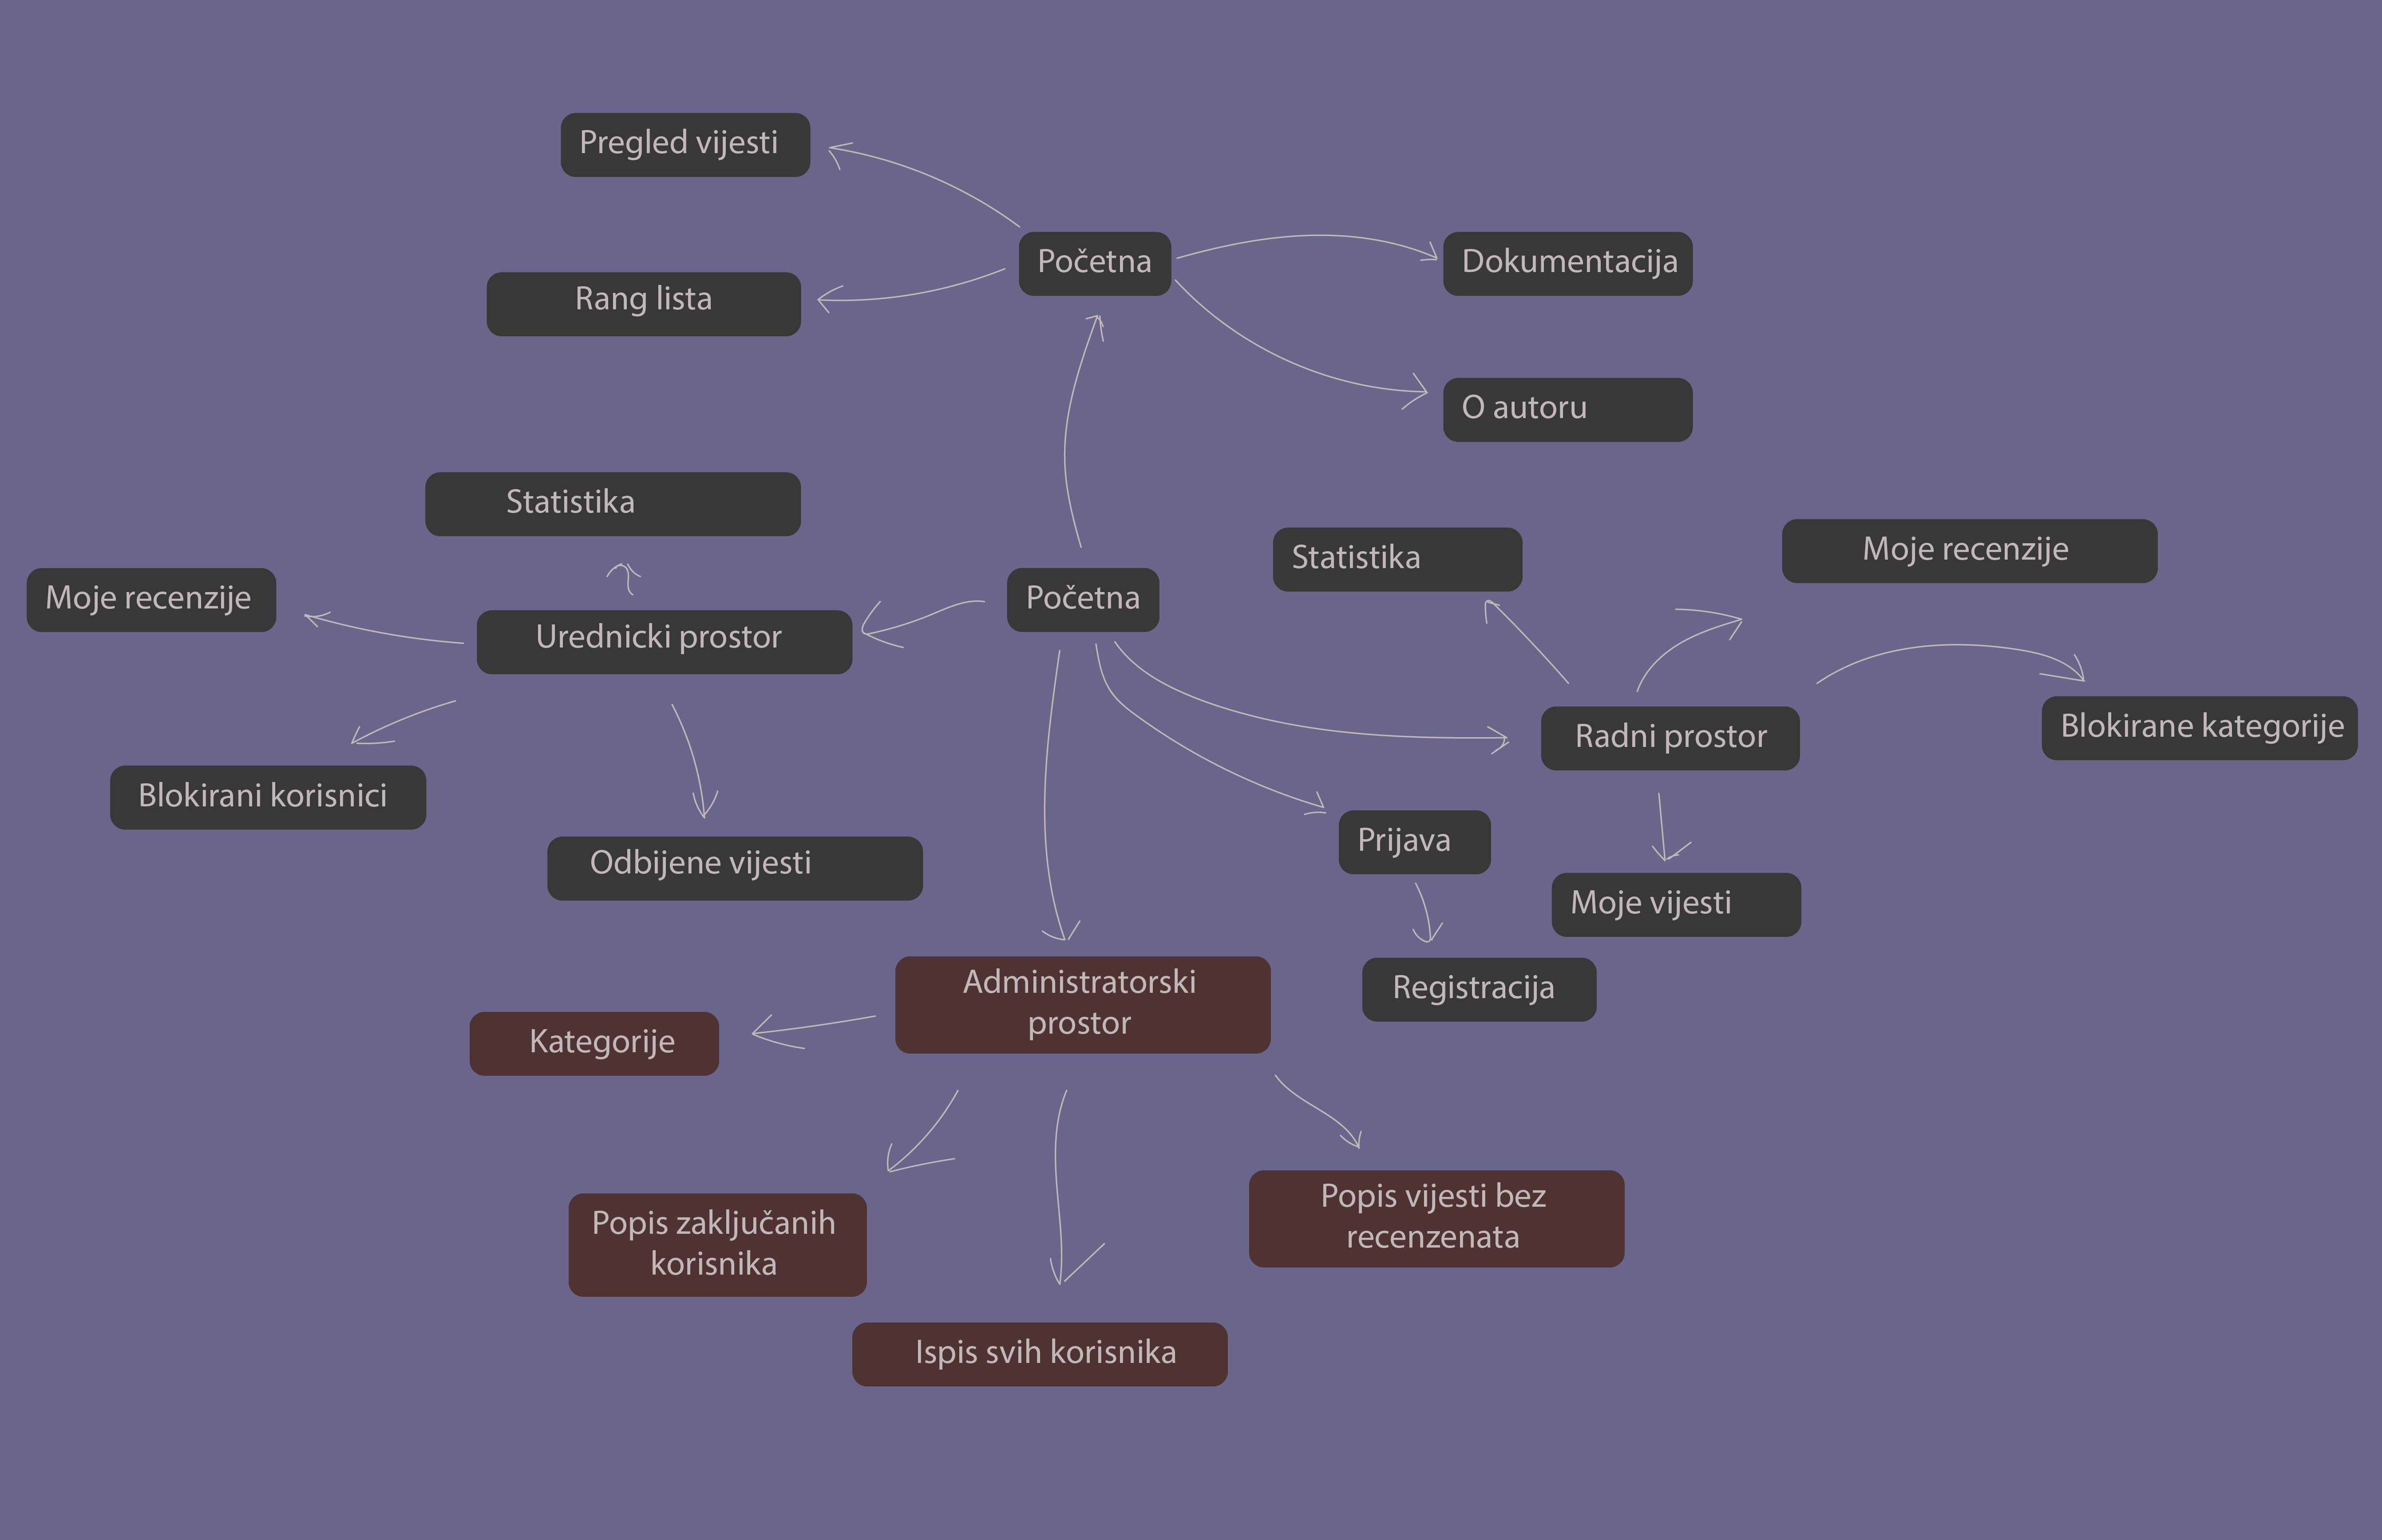 Pregled vijesti
Početna
Dokumentacija
Rang lista
O autoru
Statistika
Statistika
Moje recenzije
Moje recenzije
Početna
Urednicki prostor
Radni prostor
Blokirane kategorije
Blokirani korisnici
Prijava
Odbijene vijesti
Moje vijesti
Administratorski
prostor
Registracija
Kategorije
Popis vijesti bez
recenzenata
Popis zaključanih
korisnika
Ispis svih korisnika